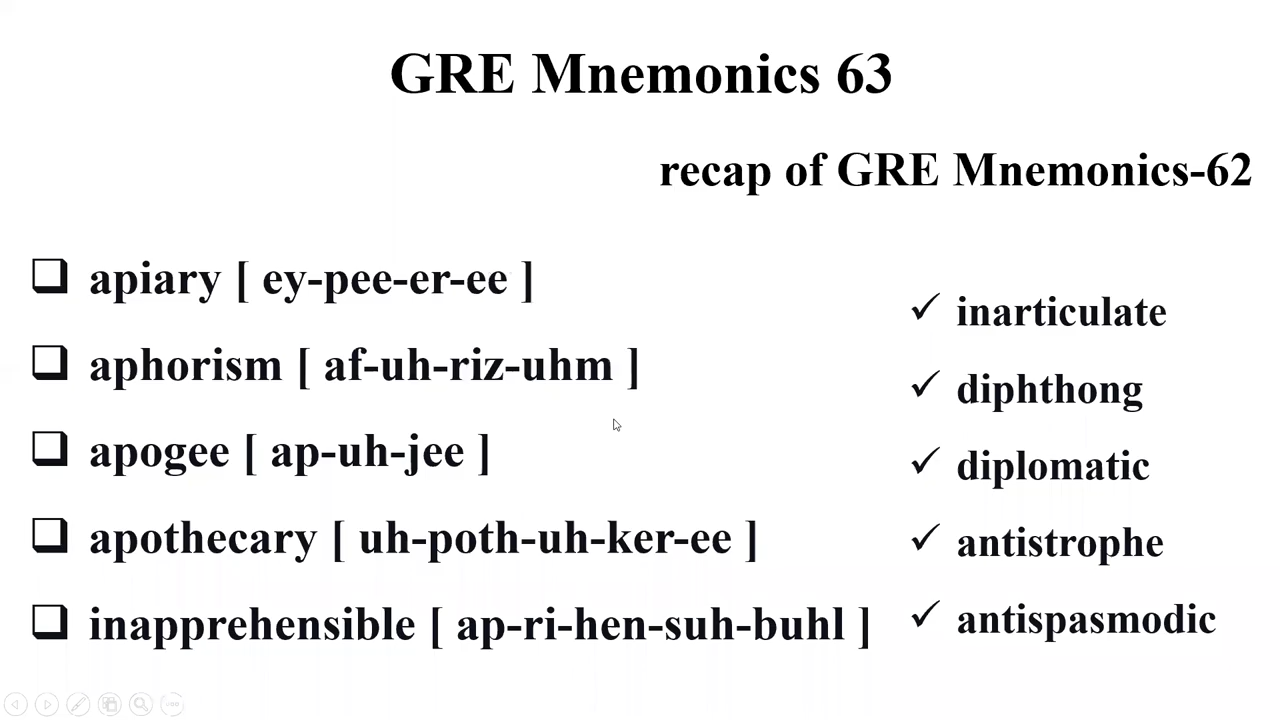 GRE Mnemonics 63
recap of GRE Mnemonics-62
apiary [ ey-pee-er-ee ]
aphorism [ af-uh-riz-uhm ]
apogee [ ap-uh-jee ]
apothecary [ uh-poth-uh-ker-ee ]
inapprehensible [ ap-ri-hen-suh-buhl ]
inarticulate
diphthong
diplomatic
antistrophe
antispasmodic